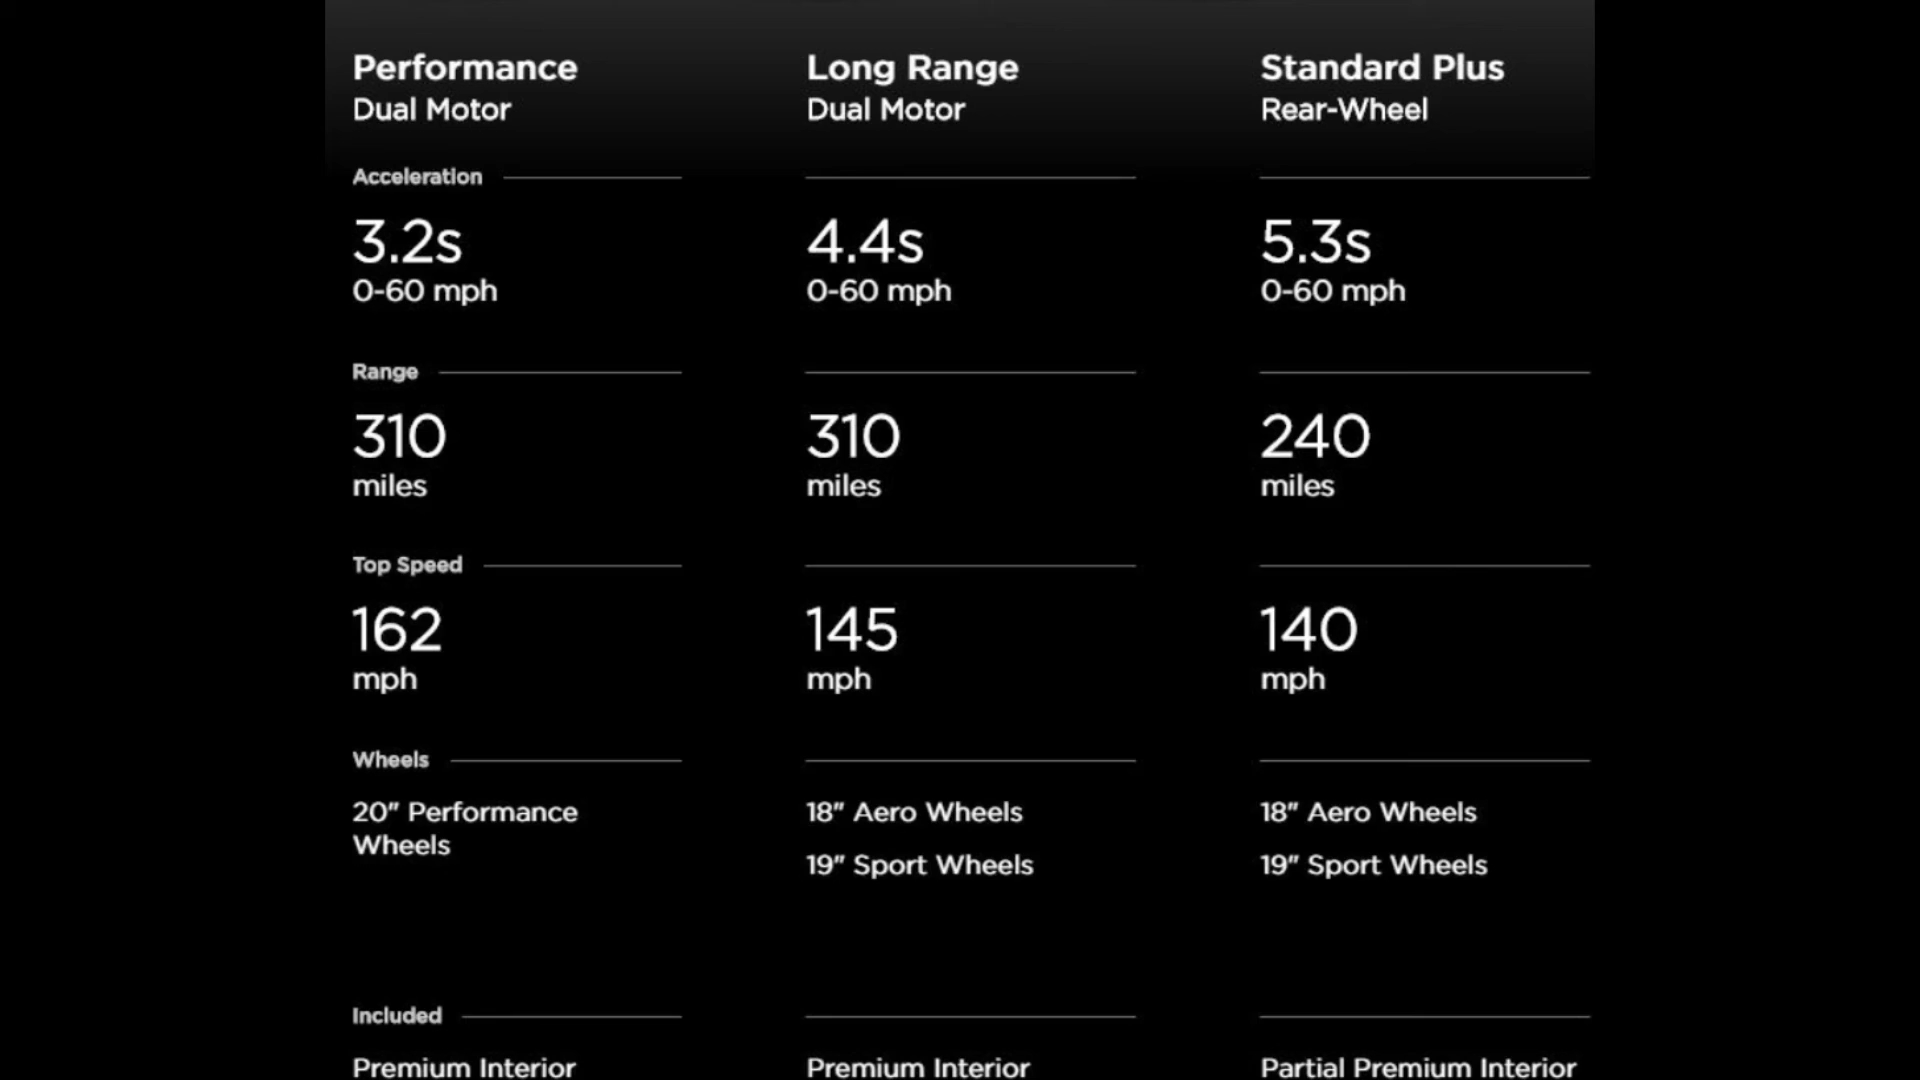 Performance
Dual Motor
Long Range
Dual Motor
Standard Plus
Rear-Wheel
Acceleration
3.2s
0-60 mph
4.4s
0-60 mph
5.3s
0-60 mph
Range
310
miles
310
miles
240
miles
Top Speed
162
mph
145
mph
140
mph
Wheels
20″ Performance
Wheels
18″ Aero Wheels
19″ Sport Wheels
18″ Aero Wheels
19″ Sport Wheels
Included
Premium Interior
Premium Interior
Partial Premium Interior